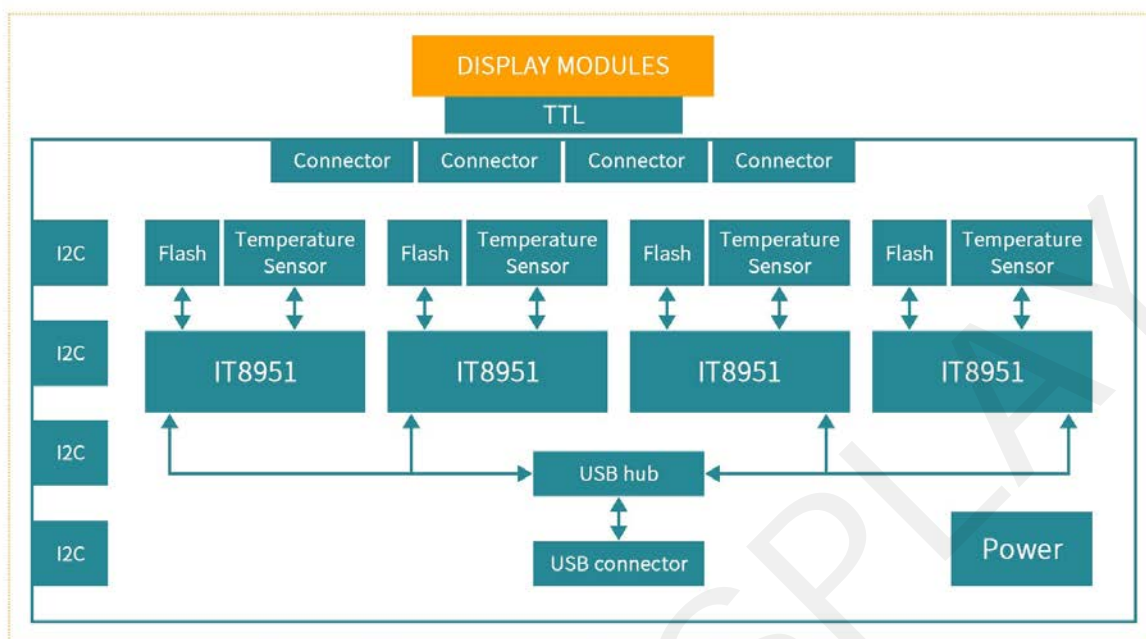 DISPLAY MODULES
TTL
Connector Connector Connector Connector
I2C
Flash
Temperature
Sensor
Flash
Temperature
Sensor
Flash
Temperature
Sensor
Flash
Temperature
Sensor
I2C
IT8951 IT8951 IT8951 IT8951
I2C
USB hub
I2C
USB connector
Power
SPLAY